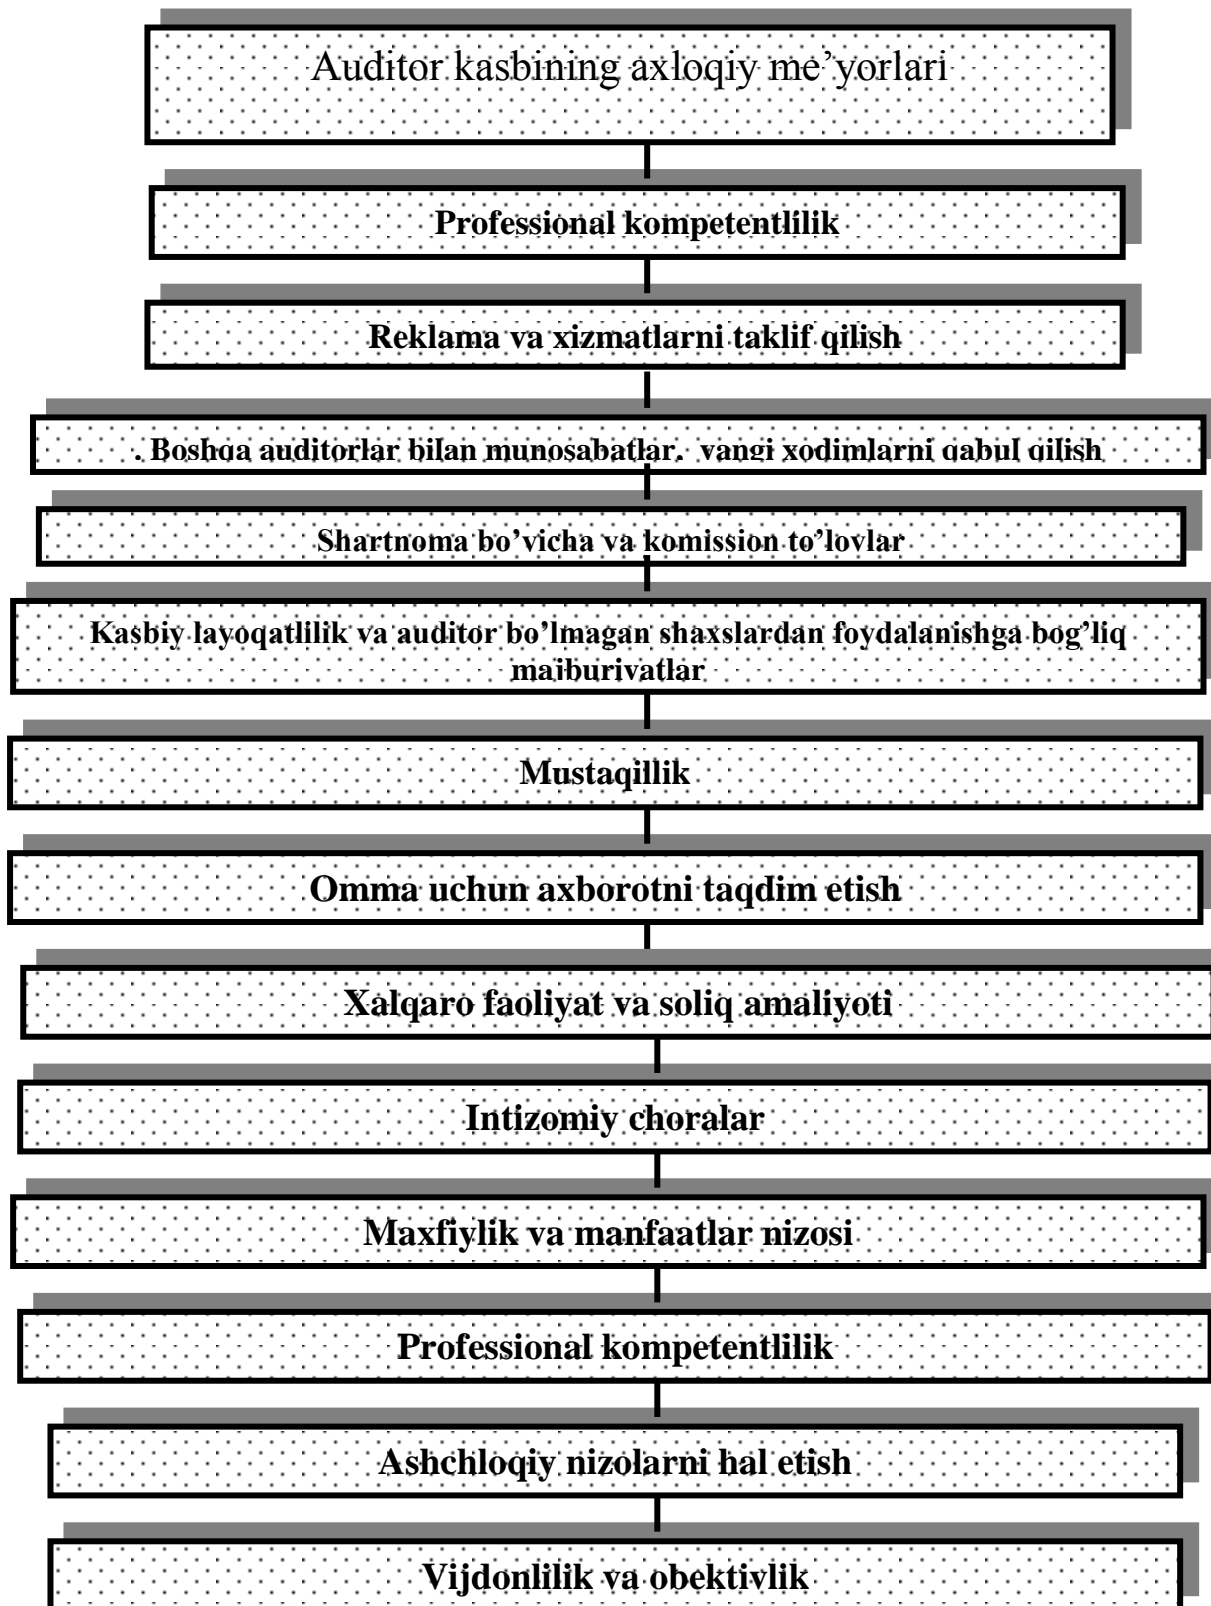 Auditor kasbining axloqiy me’yorlari
Professional kompetentlilik
Reklama va xizmatlarni taklif qilish
. Boshqa auditorlar bilan munosabatlar, yangi xodimlarni qabul qilish
Shartnoma bo’yicha va komission to’lovlar
Kasbiy layoqatlilik va auditor bo’lmagan shaxslardan foydalanishga bog’liq
majburiyatlar
Mustaqillik
Omma uchun axborotni taqdim etish
Xalqaro faoliyat va soliq amaliyoti
Intizomiy choralar
Maxfiylik va manfaatlar nizosi
Professional kompetentlilik
Ashchloqiy nizolarni hal etish
Vijdonlilik va obektivlik